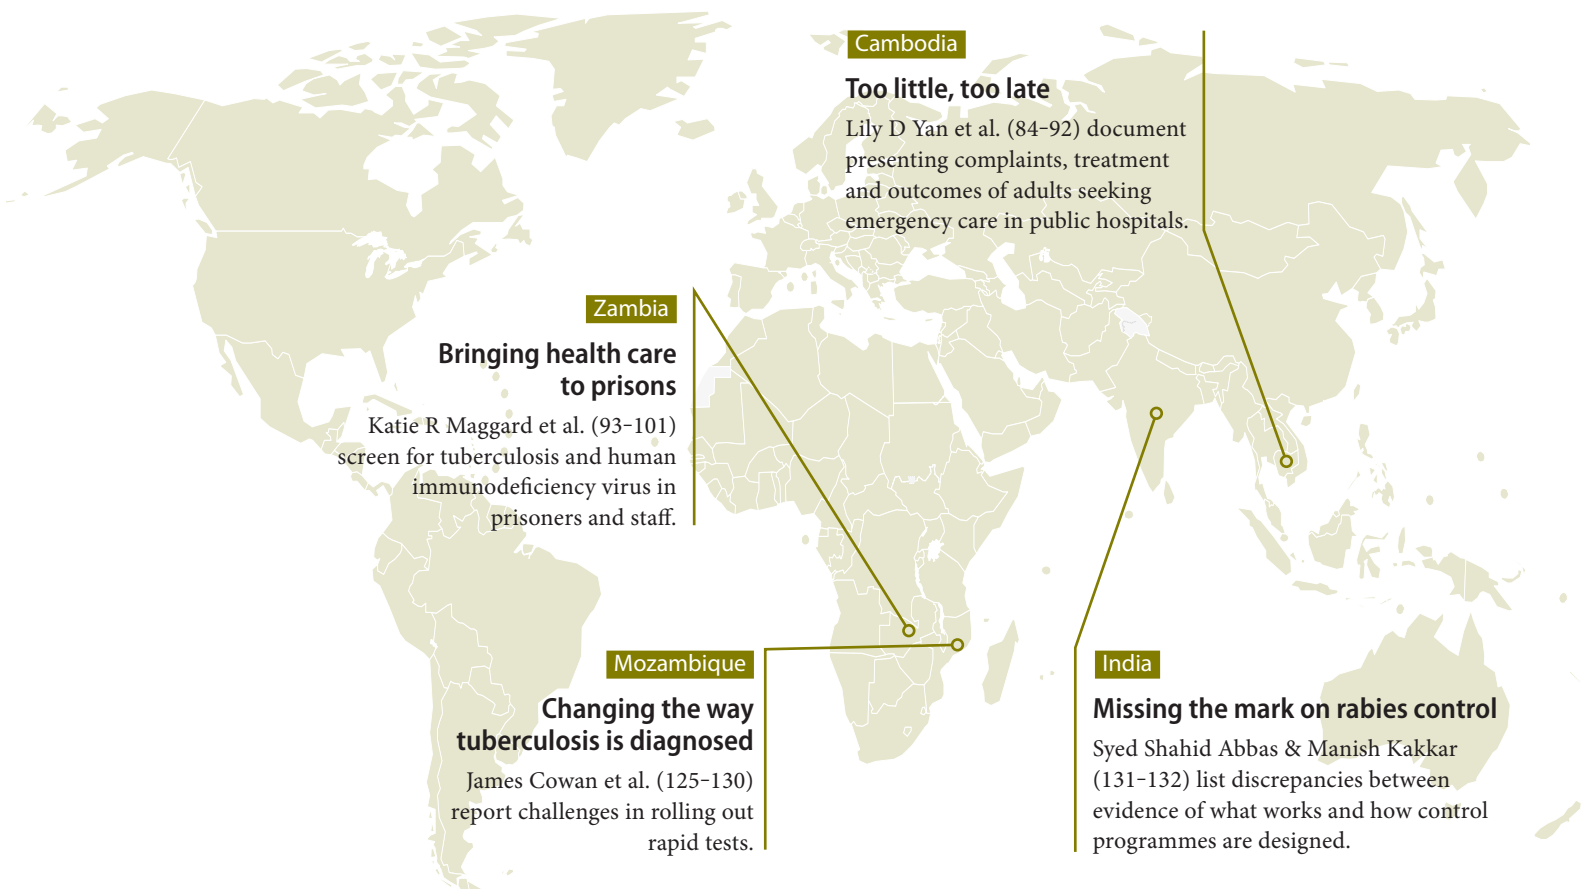 Cambodia
Too little, too late
Lily D Yan et al. (84–92) document
presenting complaints, treatment
and outcomes of adults seeking
emergency care in public hospitals.
Zambia
Bringing health care
to prisons
Katie R Maggard et al. (93–101)
screen for tuberculosis and human
immunodeficiency virus in
prisoners and staff.
Mozambique
Changing the way
tuberculosis is diagnosed
James Cowan et al. (125–130)
report challenges in rolling out
rapid tests.
India
Missing the mark on rabies control
Syed Shahid Abbas & Manish Kakkar
(131–132) list discrepancies between
evidence of what works and how control
programmes are designed.